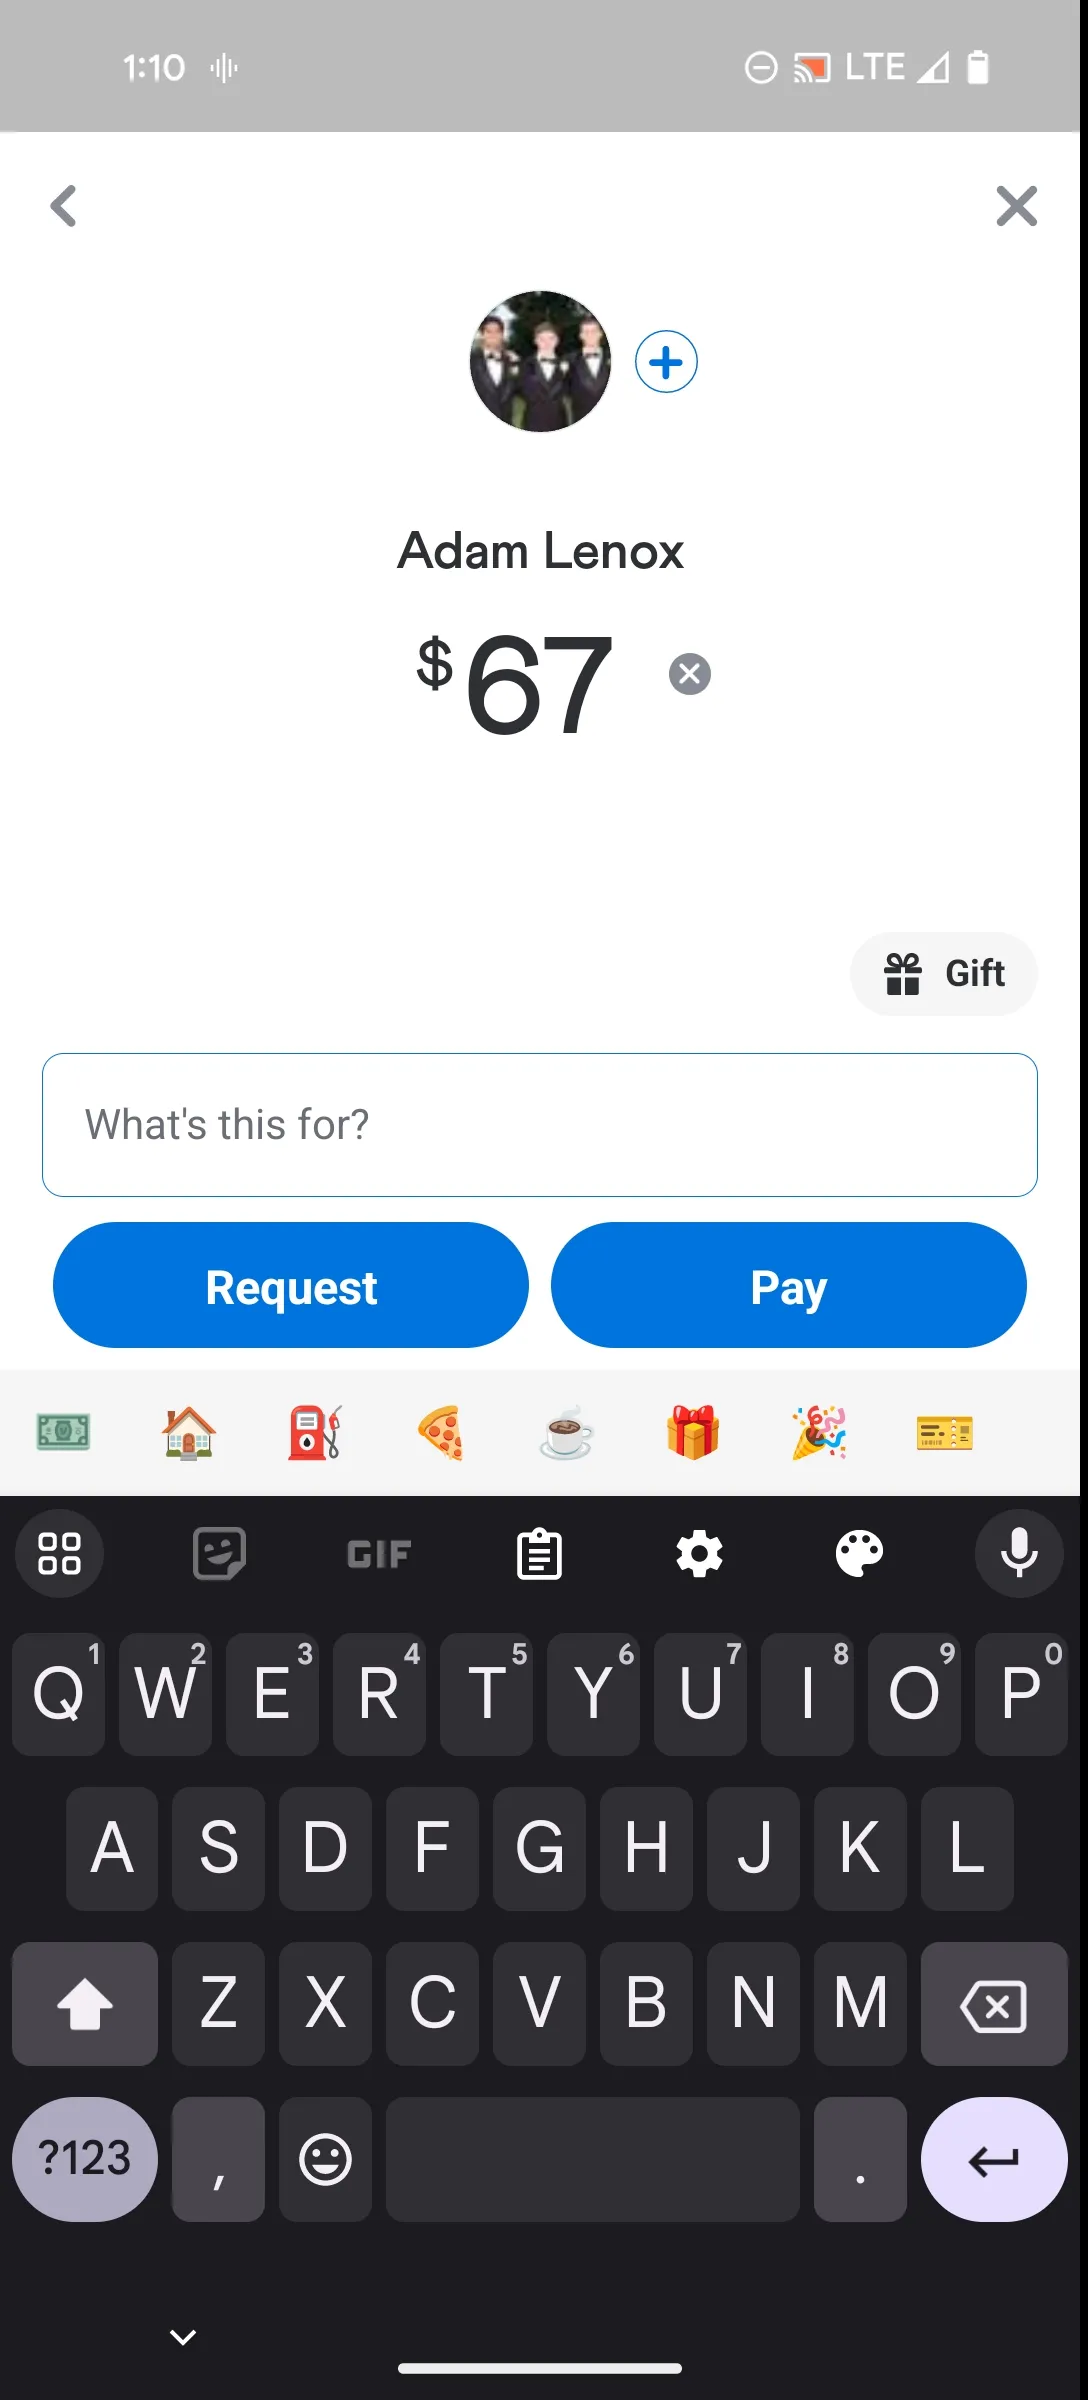 1:10 LTE
Adam Lenox
$67
Gift
What's this for?
Request Pay
GIF
Q1 W2 E3 R4 T5 Y6 U7 I8 O9 P0
A S D F G H J K L
Z X C V B N M
?123 , .